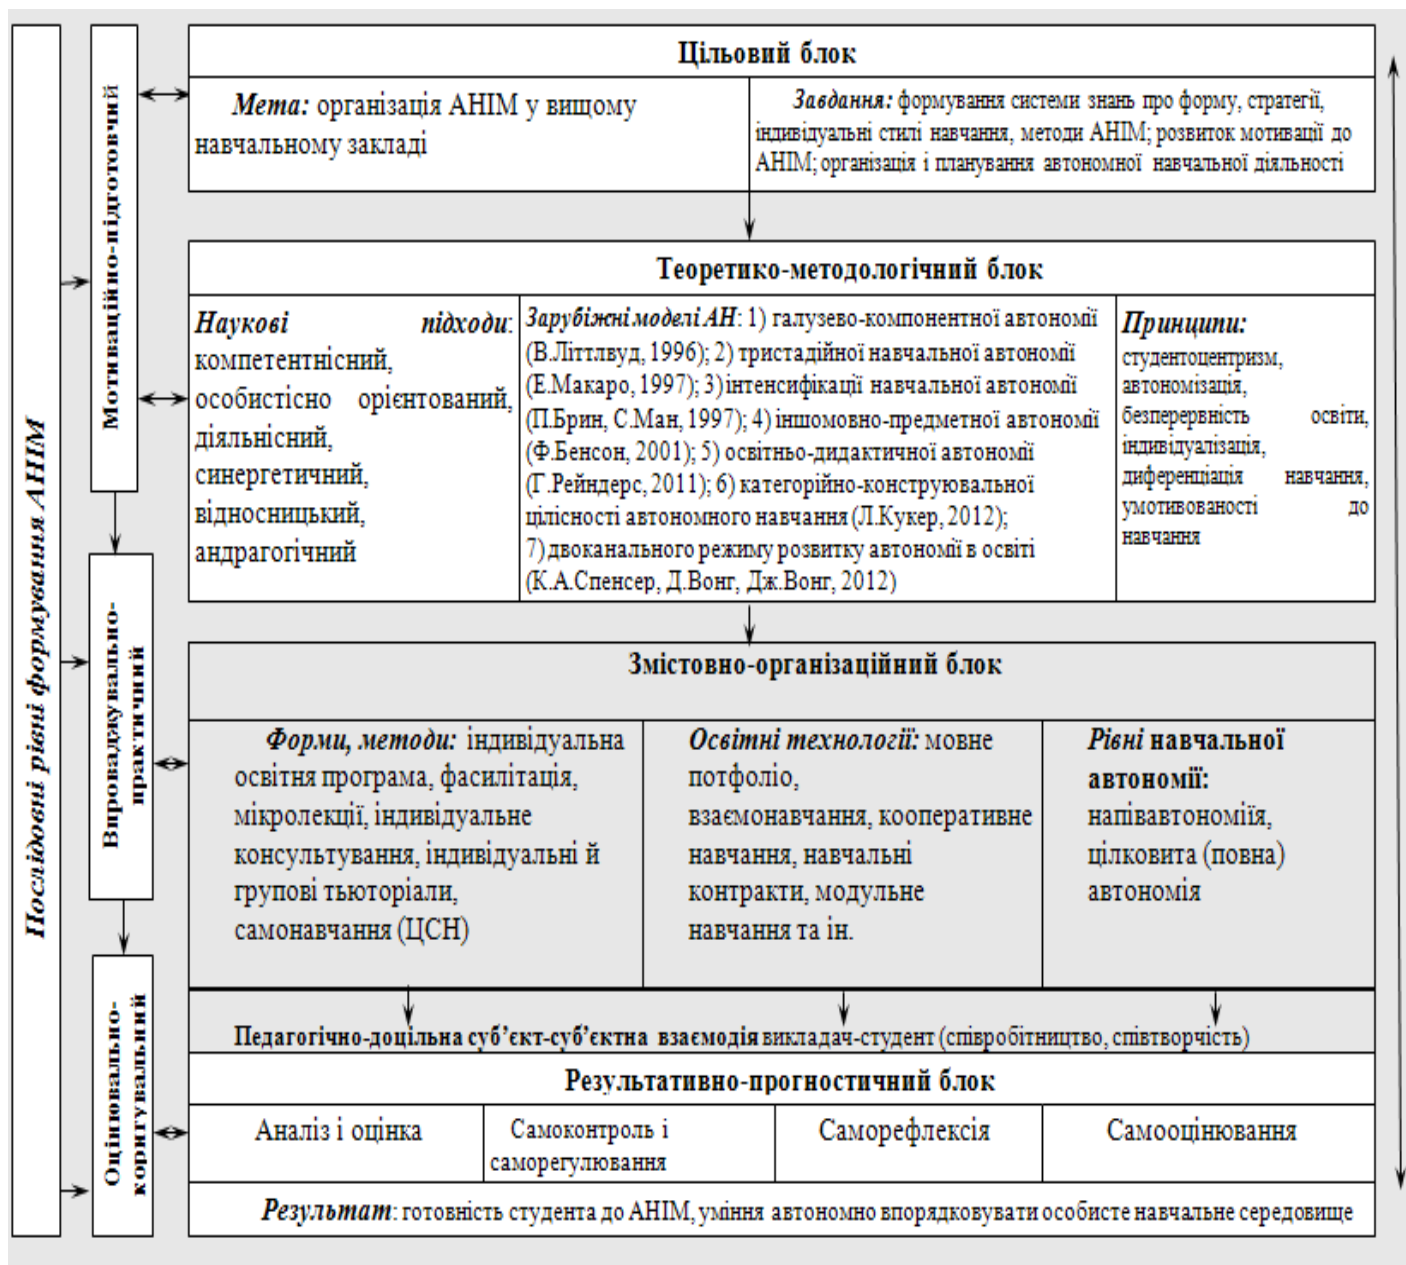 Послідовні рівні формування АНІМ
Мотиваційно-підготовчий
Впроваджувально-
практичний
Оцінювально-
коригувальний
Цільовий блок
Мета: організація АНІМ у вищому
навчальному закладі
Завдання: формування системи знань про форму, стратегії,
індивідуальні стилі навчання, методи АНІМ; розвиток мотивації до
АНІМ; організація і планування автономної навчальної діяльності
Теоретико-методологічний блок
Наукові підходи:
компетентнісний,
особистісно орієнтований,
діяльнісний,
синергетичний,
відносницький,
андрагогічний
Зарубіжні моделі АН: 1) галузево-компонентної автономії
(В.Літтлвуд, 1996); 2) тристадійної навчальної автономії
(Е.Макаро, 1997); 3) інтенсифікації навчальної автономії
(П.Брин, С.Ман, 1997); 4) іншомовно-предметної автономії
(Ф.Бенсон, 2001); 5) освітньо-дидактичної автономії
(Г.Рейндерс, 2011); 6) категорійно-конструювальної
цілісності автономного навчання (Л.Кукер, 2012);
7) двоканального режиму розвитку автономії в освіті
(К.А.Спенсер, Д.Вонг, Дж.Вонг, 2012)
Принципи:
студентоцентризм,
автономізація,
безперервність освіти,
індивідуалізація,
диференціація навчання,
умотивованості до
навчання
Змістовно-організаційний блок
Форми, методи: індивідуальна
освітня програма, фасилітація,
мікролекції, індивідуальне
консультування, індивідуальні й
групові тьюторіали,
самонавчання (ЦСН)
Освітні технології: мовне
потфоліо,
взаємонавчання, кооперативне
навчання, навчальні
контракти, модульне
навчання та ін.
Рівні навчальної
автономії:
напівавтономіїя,
цілковита (повна)
автономія
Педагогічно-доцільна суб’єкт-суб’єктна взаємодія викладач-студент (співробітництво, співтворчість)
Результативно-прогностичний блок
Аналіз і оцінка
Самоконтроль і
саморегулювання
Саморефлексія
Самооцінювання
Результат: готовність студента до АНІМ, уміння автономно впорядковувати особисте навчальне середовище